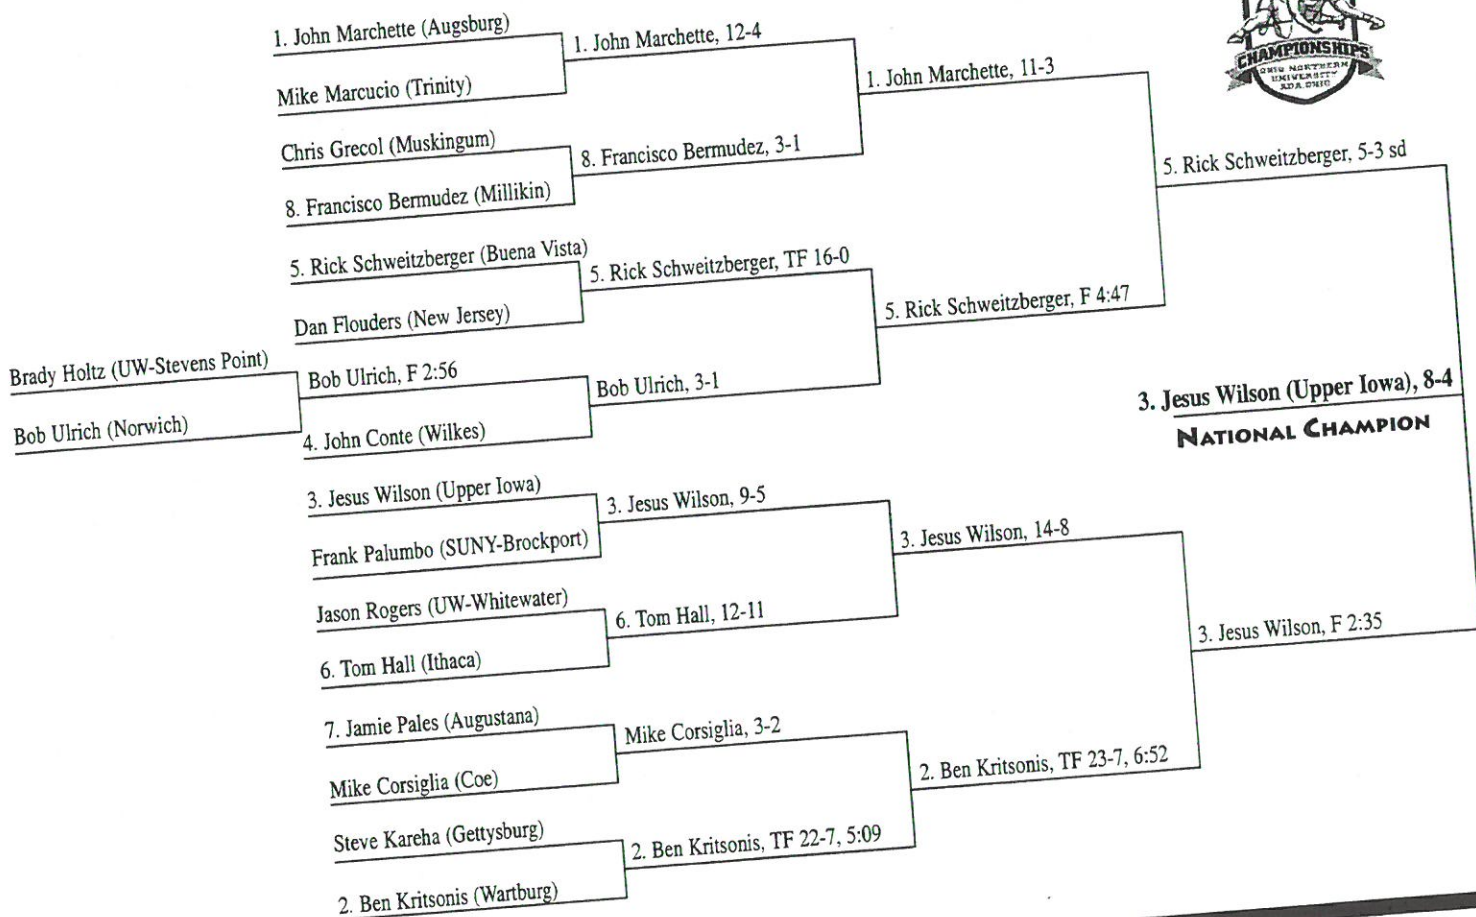 CHAMPIONSHIPS
OHIO NORTHERN
UNIVERSITY
ADA, OHIO
1. John Marchette (Augsburg)
Mike Marcucio (Trinity)
Chris Grecol (Muskingum)
8. Francisco Bermudez (Millikin)
5. Rick Schweitzberger (Buena Vista)
Dan Flouders (New Jersey)
Brady Holtz (UW-Stevens Point)
Bob Ulrich (Norwich)
Bob Ulrich, F 2:56
4. John Conte (Wilkes)
3. Jesus Wilson (Upper Iowa)
Frank Palumbo (SUNY-Brockport)
Jason Rogers (UW-Whitewater)
6. Tom Hall (Ithaca)
7. Jamie Pales (Augustana)
Mike Corsiglia (Coe)
Steve Kareha (Gettysburg)
2. Ben Kritsonis (Wartburg)
1. John Marchette, 12-4
8. Francisco Bermudez, 3-1
5. Rick Schweitzberger, TF 16-0
Bob Ulrich, 3-1
3. Jesus Wilson, 9-5
6. Tom Hall, 12-11
Mike Corsiglia, 3-2
2. Ben Kritsonis, TF 22-7, 5:09
1. John Marchette, 11-3
5. Rick Schweitzberger, F 4:47
3. Jesus Wilson, 14-8
2. Ben Kritsonis, TF 23-7, 6:52
5. Rick Schweitzberger, 5-3 sd
3. Jesus Wilson, F 2:35
3. Jesus Wilson (Upper Iowa), 8-4
NATIONAL CHAMPION